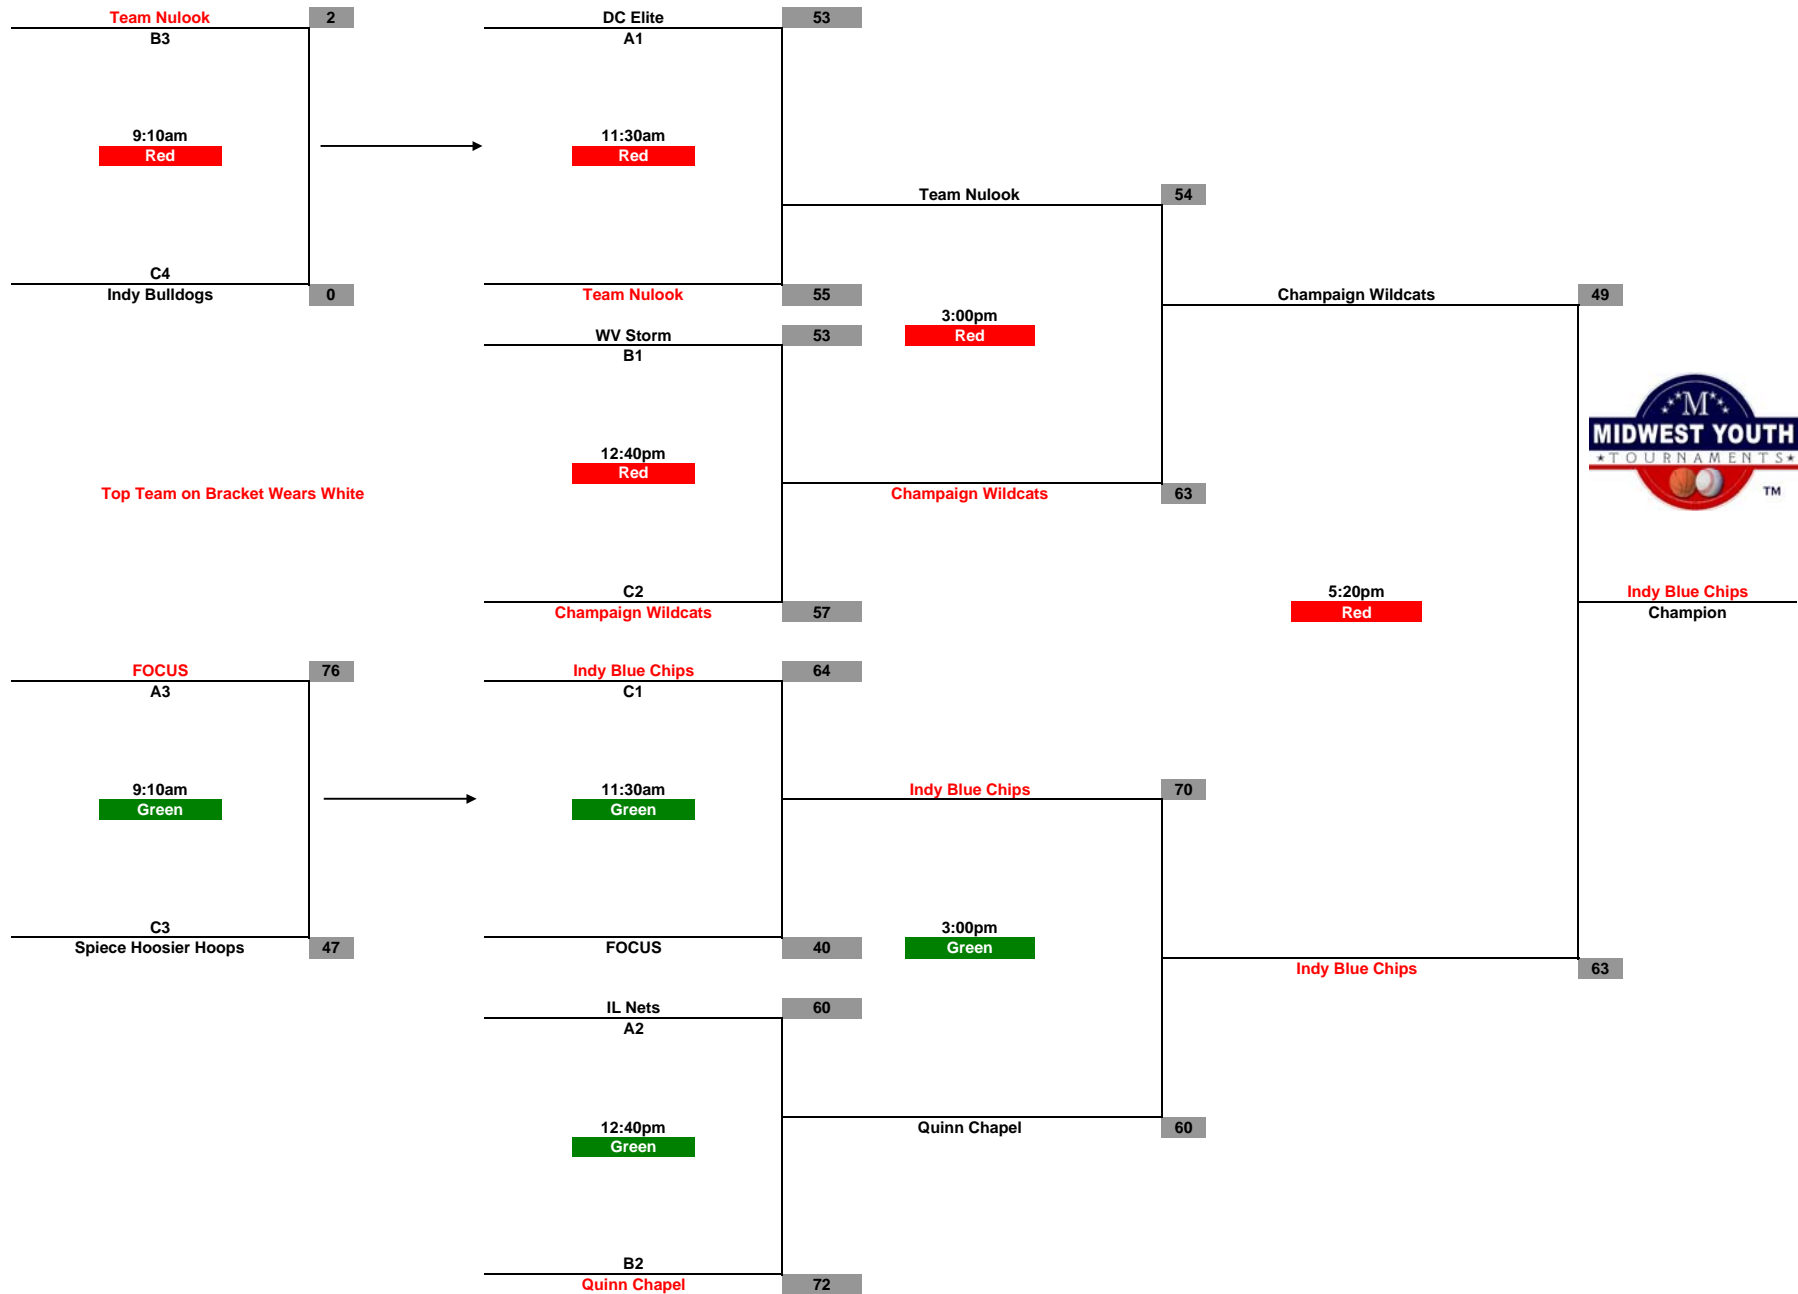 Team Nulook 2
B3
9:10am
Red
C4
Indy Bulldogs 0
DC Elite 53
A1
11:30am
Red
Team Nulook 55
WV Storm 53
B1
12:40pm
Red
C2
Champaign Wildcats 57
Top Team on Bracket Wears White
FOCUS 76
A3
9:10am
Green
C3
Spiece Hoosier Hoops 47
Indy Blue Chips 64
C1
11:30am
Green
FOCUS 40
IL Nets 60
A2
12:40pm
Green
B2
Quinn Chapel 72
Team Nulook 54
3:00pm
Red
Champaign Wildcats 63
Indy Blue Chips 70
3:00pm
Green
Quinn Chapel 60
Champaign Wildcats 49
5:20pm
Red
Indy Blue Chips 63
M
MIDWEST YOUTH
TOURNAMENTS
TM
Indy Blue Chips
Champion